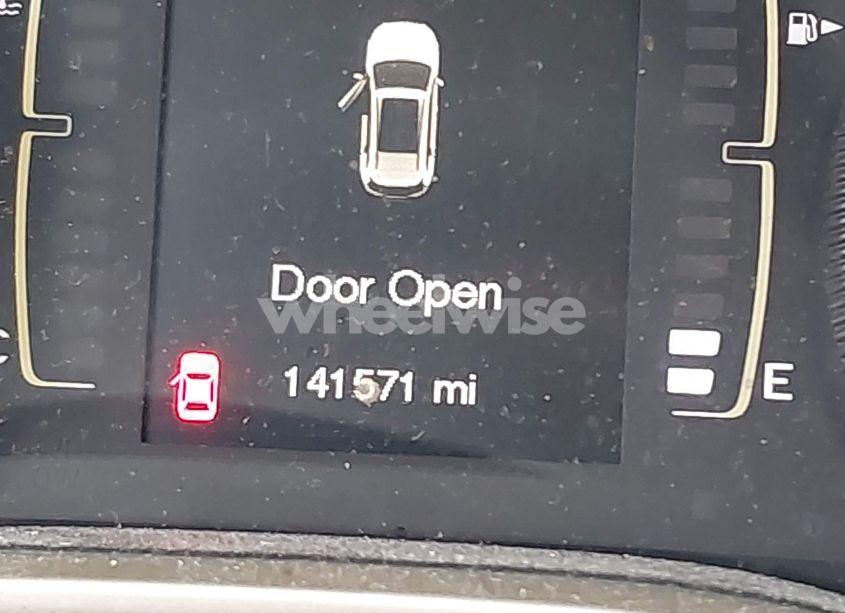 Door Open
wheelwise
141571 mi
E